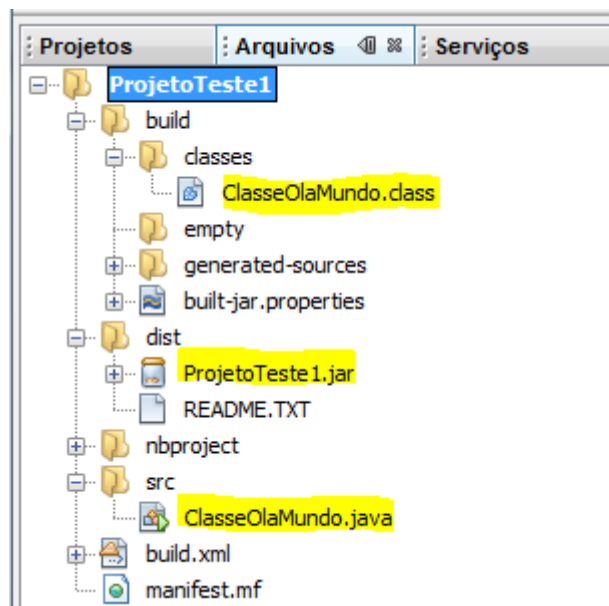 Projetos Arquivos Serviços
ProjetoTeste1
build
classes
ClasseOlaMundo.class
empty
generated-sources
built-jar.properties
dist
ProjetoTeste1.jar
README.TXT
nbproject
src
ClasseOlaMundo.java
build.xml
manifest.mf